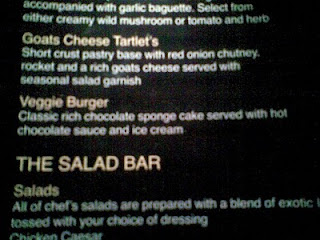 accompanied with garlic baguette. Select from
either creamy wild mushroom or tomato and herb
Goats Cheese Tartlet's
Short crust pastry base with red onion chutney.
rocket and a rich goats cheese served with
seasonal salad garnish
Veggie Burger
Classic rich chocolate sponge cake served with hot
chocolate sauce and ice cream
THE SALAD BAR
Salads
All of chef's salads are prepared with a blend of exotic
tossed with your choice of dressing
Chicken Caesar